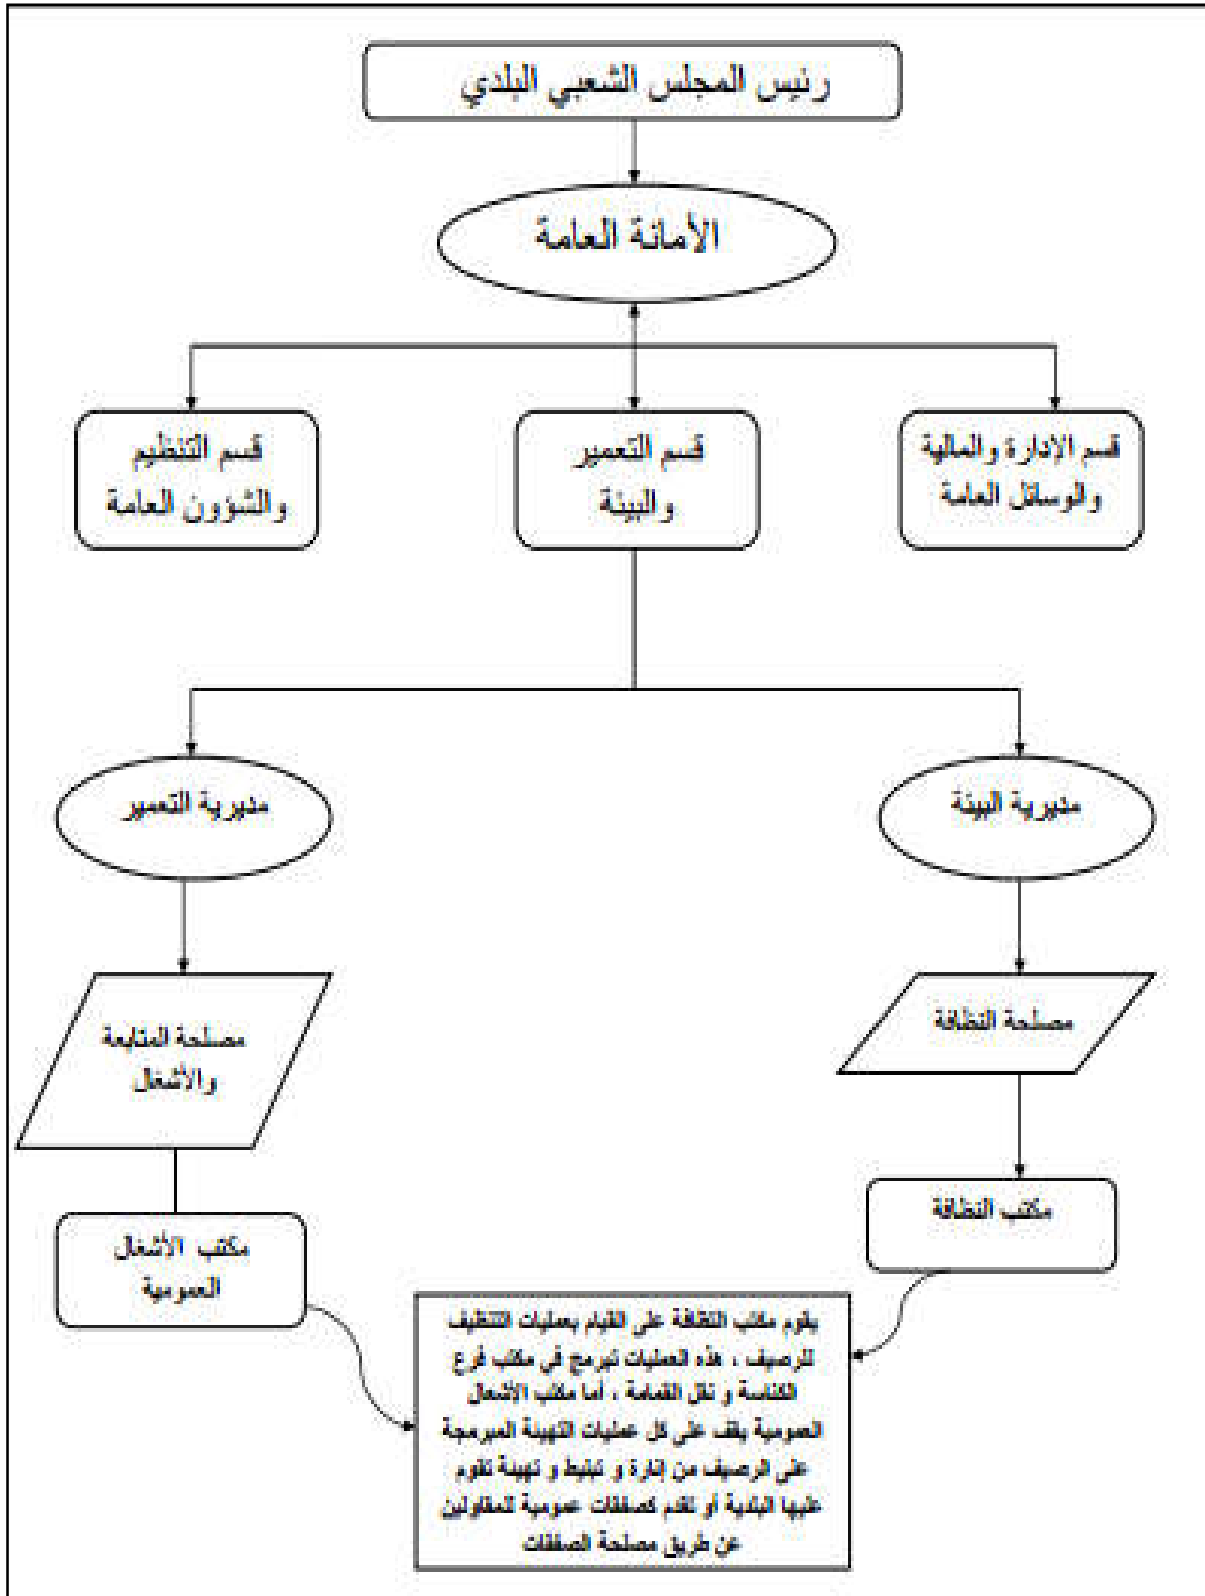 رئيس المجلس الشعبي البلدي
الأمانة العامة
قسم الإدارة والمالية
والوسائل العامة
قسم التعمير
والبيئة
قسم التنظيم
والشؤون العامة
مديرية البيئة
مديرية التعمير
مصلحة النظافة
مصلحة المتابعة
والأشغال
مكتب النظافة
مكتب الأشغال
العمومية
يقوم مكتب النظافة على القيام بعمليات التنظيف
للرصيف ، هذه العمليات تبرمج في مكتب فرع
الكناسة و نقل القمامة ، أما مكتب الإشعال
العمومية يقف على كل عمليات التهيئة المبرمجة
على الرصيف من إنارة و تبليط و تهيئة تقوم
عليها البلدية أو تقدم كصفقات عمومية للمقاولين
عن طريق مصلحة الصفقات